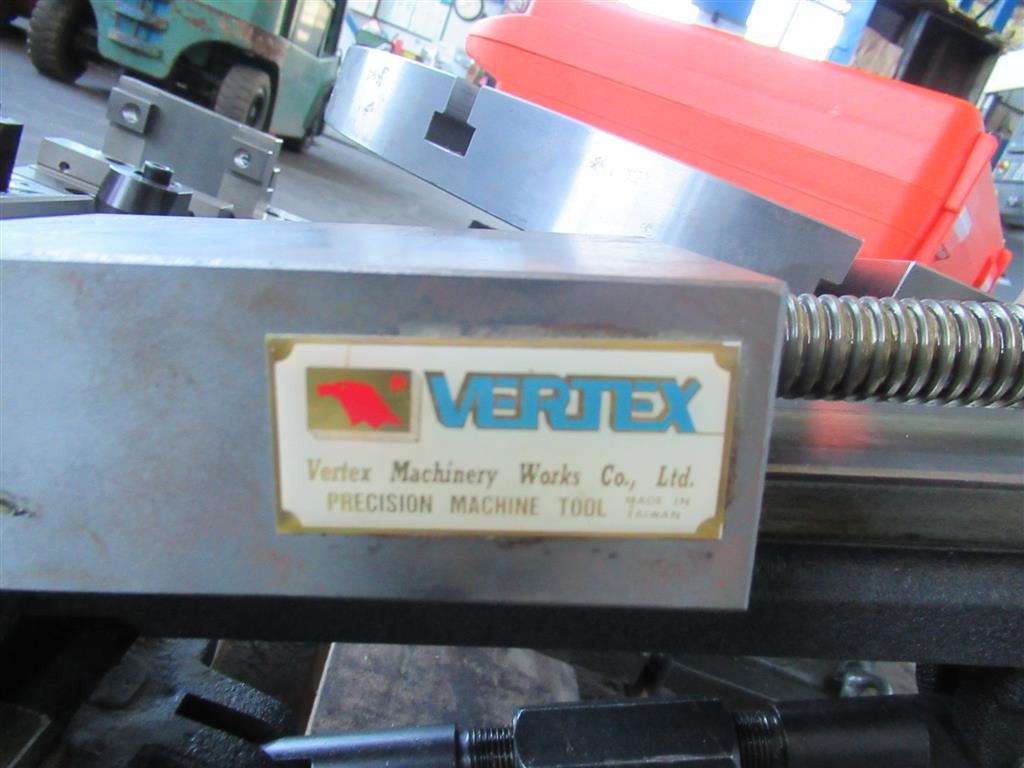 VERTEX
Vertex Machinery Works Co., Ltd.
PRECISION MACHINE TOOL MADE IN TAIWAN